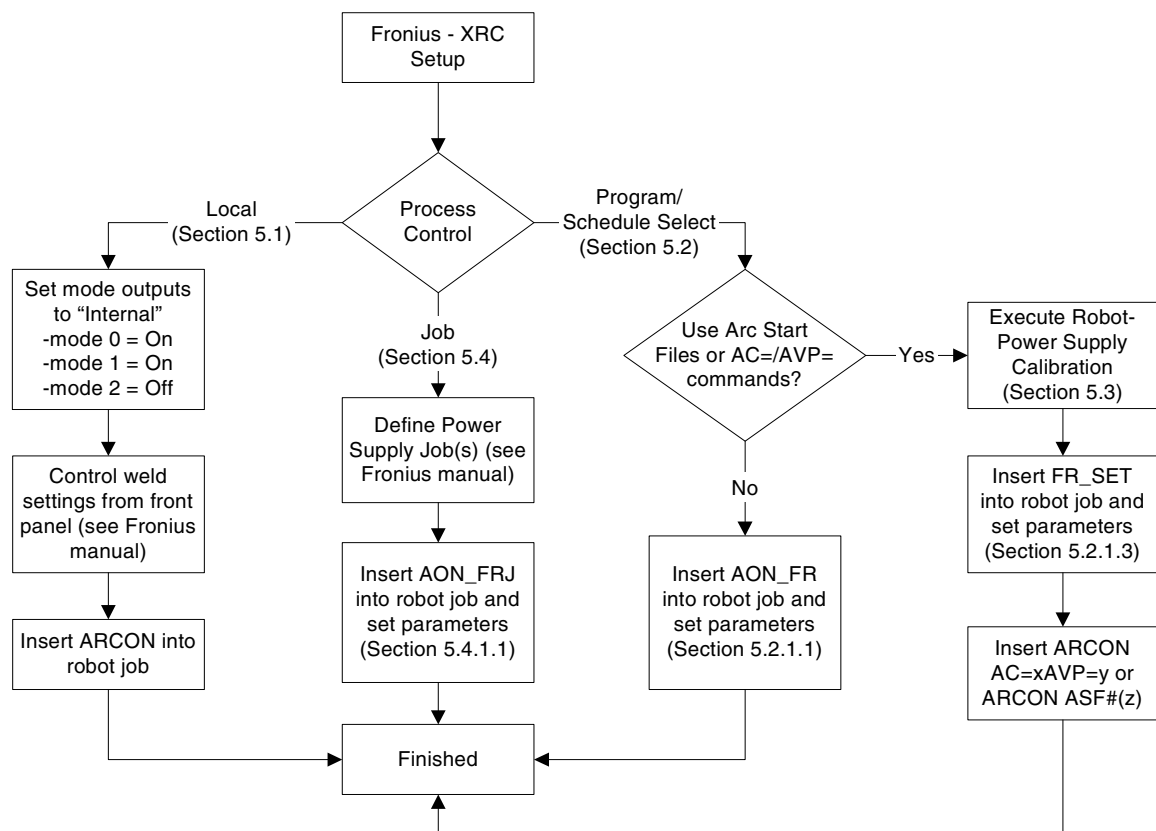 Fronius - XRC
Setup
Process
Control
Local
(Section 5.1)
Set mode outputs
to “Internal”
-mode 0 = On
-mode 1 = On
-mode 2 = Off
Control weld
settings from front
panel (see Fronius
manual)
Insert ARCON into
robot job
Job
(Section 5.4)
Define Power
Supply Job(s) (see
Fronius manual)
Insert AON_FRJ
into robot job and
set parameters
(Section 5.4.1.1)
Program/
Schedule Select
(Section 5.2)
Use Arc Start
Files or AC=/AVP=
commands?
No
Insert AON_FR
into robot job and
set parameters
(Section 5.2.1.1)
Yes
Execute Robot-
Power Supply
Calibration
(Section 5.3)
Insert FR_SET
into robot job and
set parameters
(Section 5.2.1.3)
Insert ARCON
AC=xAVP=y or
ARCON ASF#(z)
Finished